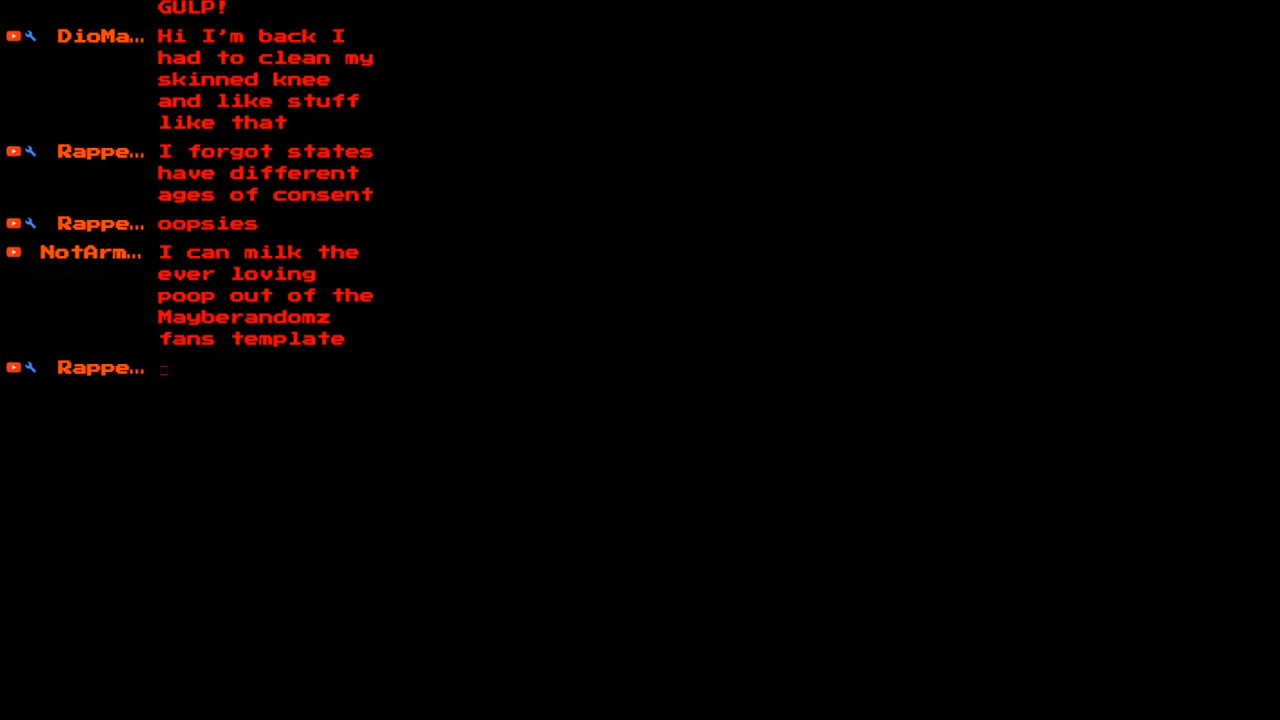 GULP!
DioMa... Hi I'm back I
had to clean my
skinned knee
and like stuff
like that
Rappe... I forgot states
have different
ages of consent
Rappe... oopsies
NotArm... I can milk the
ever loving
poop out of the
Mayberandomz
fans template
Rappe...